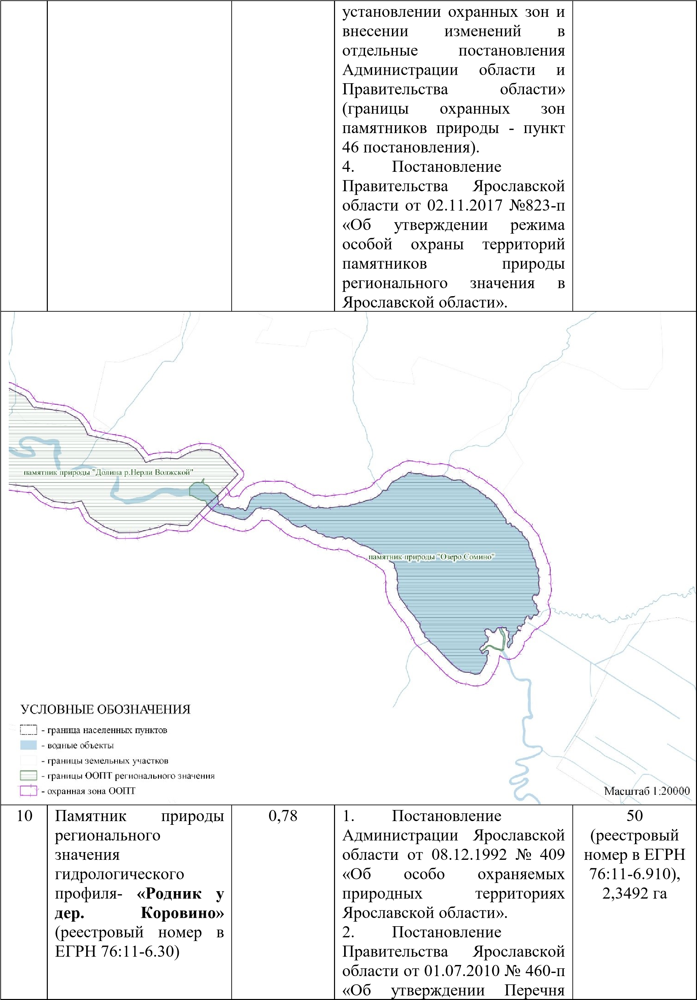 установлении охранных зон и
внесении изменений в
отдельные постановления
Администрации области и
Правительства области»
(границы охранных зон
памятников природы - пункт
46 постановления).
4. Постановление
Правительства Ярославской
области от 02.11.2017 №823-п
«Об утверждении режима
особой охраны территорий
памятников природы
регионального значения в
Ярославской области».
памятник природы "Долина р.Нерли Волжской"
памятник природы "Озеро Сомино"
УСЛОВНЫЕ ОБОЗНАЧЕНИЯ
- граница населенных пунктов
- водные объекты
- границы земельных участков
- границы ООПТ регионального значения
- охранная зона ООПТ
Масштаб 1:20000
10
Памятник природы
регионального
значения
гидрологического
профиля- «Родник у
дер. Коровино»
(реестровый номер в
ЕГРН 76:11-6.30)
0,78
1. Постановление
Администрации Ярославской
области от 08.12.1992 № 409
«Об особо охраняемых
природных территориях
Ярославской области».
2. Постановление
Правительства Ярославской
области от 01.07.2010 № 460-п
«Об утверждении Перечня
50
(реестровый
номер в ЕГРН
76:11-6.910),
2,3492 га